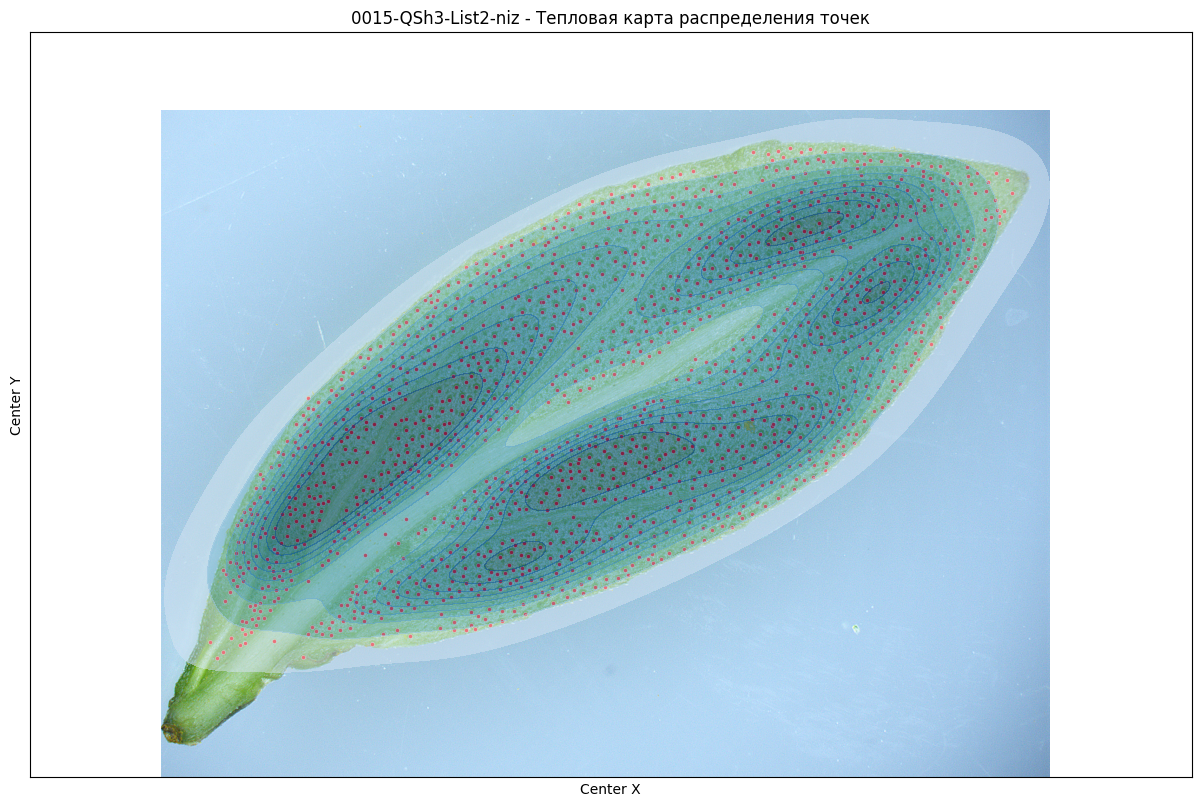 0015-QSh3-List2-niz - Тепловая карта распределения точек
Center Y
Center X